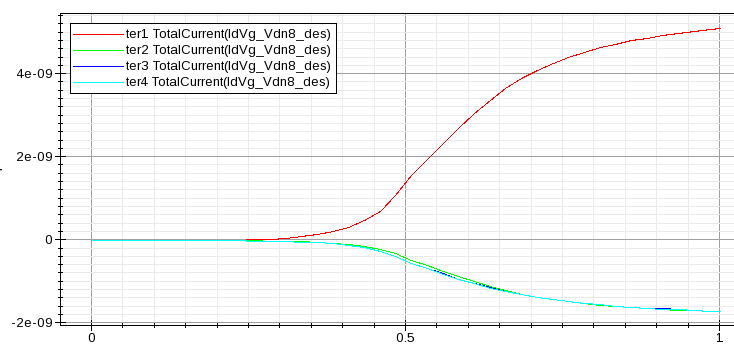 ter1 TotalCurrent(IdVg_Vdn8_des)
ter2 TotalCurrent(IdVg_Vdn8_des)
ter3 TotalCurrent(IdVg_Vdn8_des)
ter4 TotalCurrent(IdVg_Vdn8_des)
4e-09
2e-09
0
-2e-09
0
0.5
1